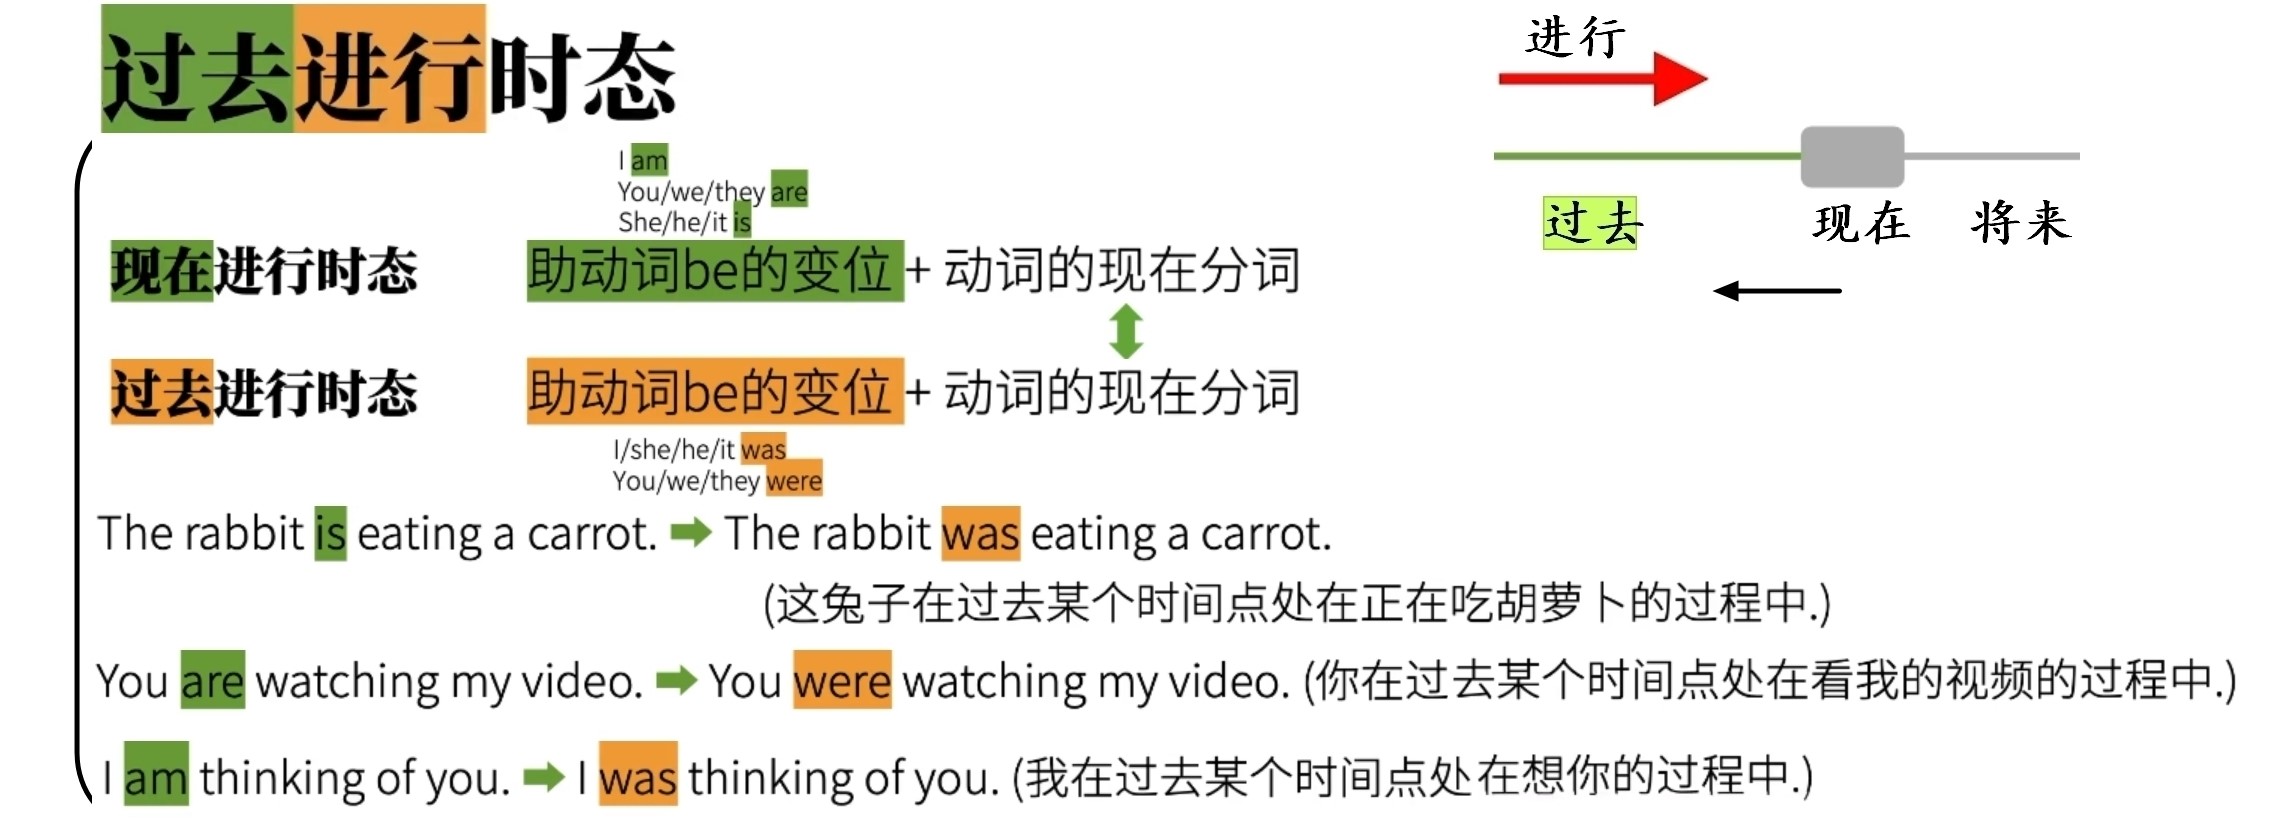 过去进行时态
进行
过去 现在 将来
I am
You/we/they are
She/he/it is
现在进行时态 助动词be的变位 + 动词的现在分词
过去进行时态 助动词be的变位 + 动词的现在分词
I/she/he/it was
You/we/they were
The rabbit is eating a carrot. The rabbit was eating a carrot.
(这兔子在过去某个时间点处在正在吃胡萝卜的过程中.)
You are watching my video. You were watching my video. (你在过去某个时间点处在看我的视频的过程中.)
I am thinking of you. I was thinking of you. (我在过去某个时间点处在想你的过程中.)